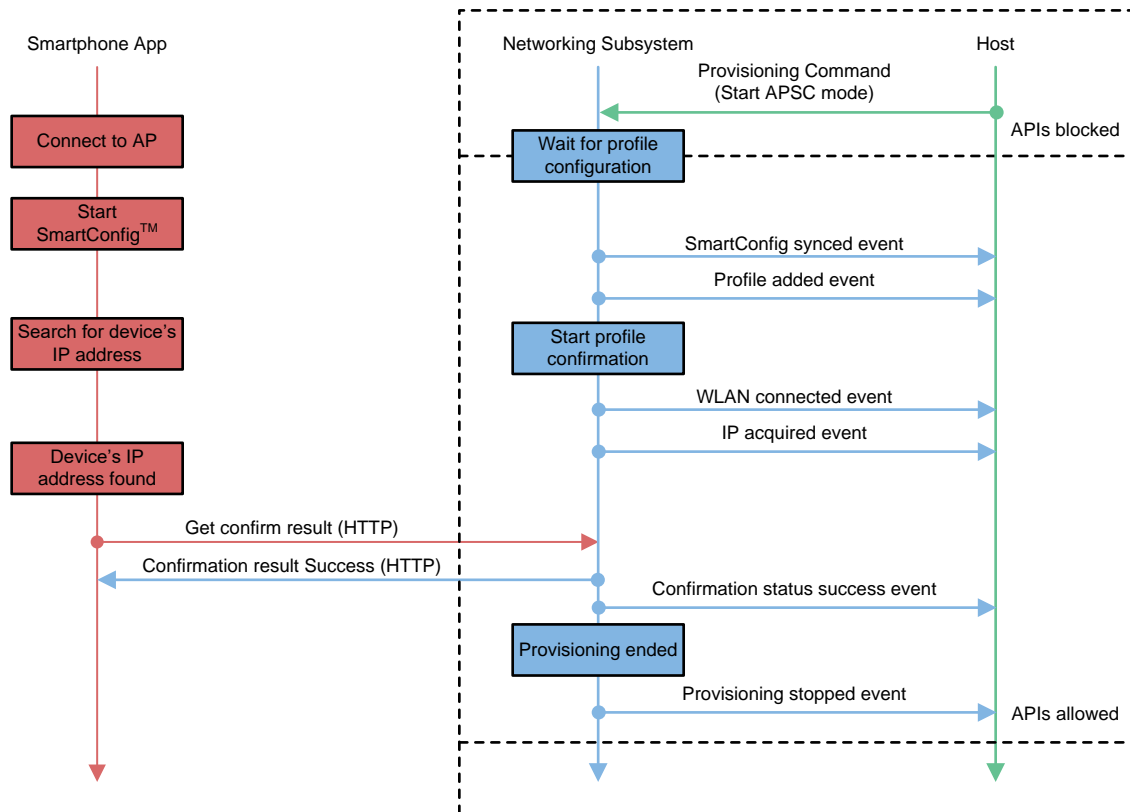 Smartphone App
Networking Subsystem
Host
Provisioning Command
(Start APSC mode)
APIs blocked
Connect to AP
Wait for profile
configuration
Start
SmartConfig™
SmartConfig synced event
Profile added event
Search for device's
IP address
Start profile
confirmation
WLAN connected event
IP acquired event
Device's IP
address found
Get confirm result (HTTP)
Confirmation result Success (HTTP)
Confirmation status success event
Provisioning ended
Provisioning stopped event
APIs allowed